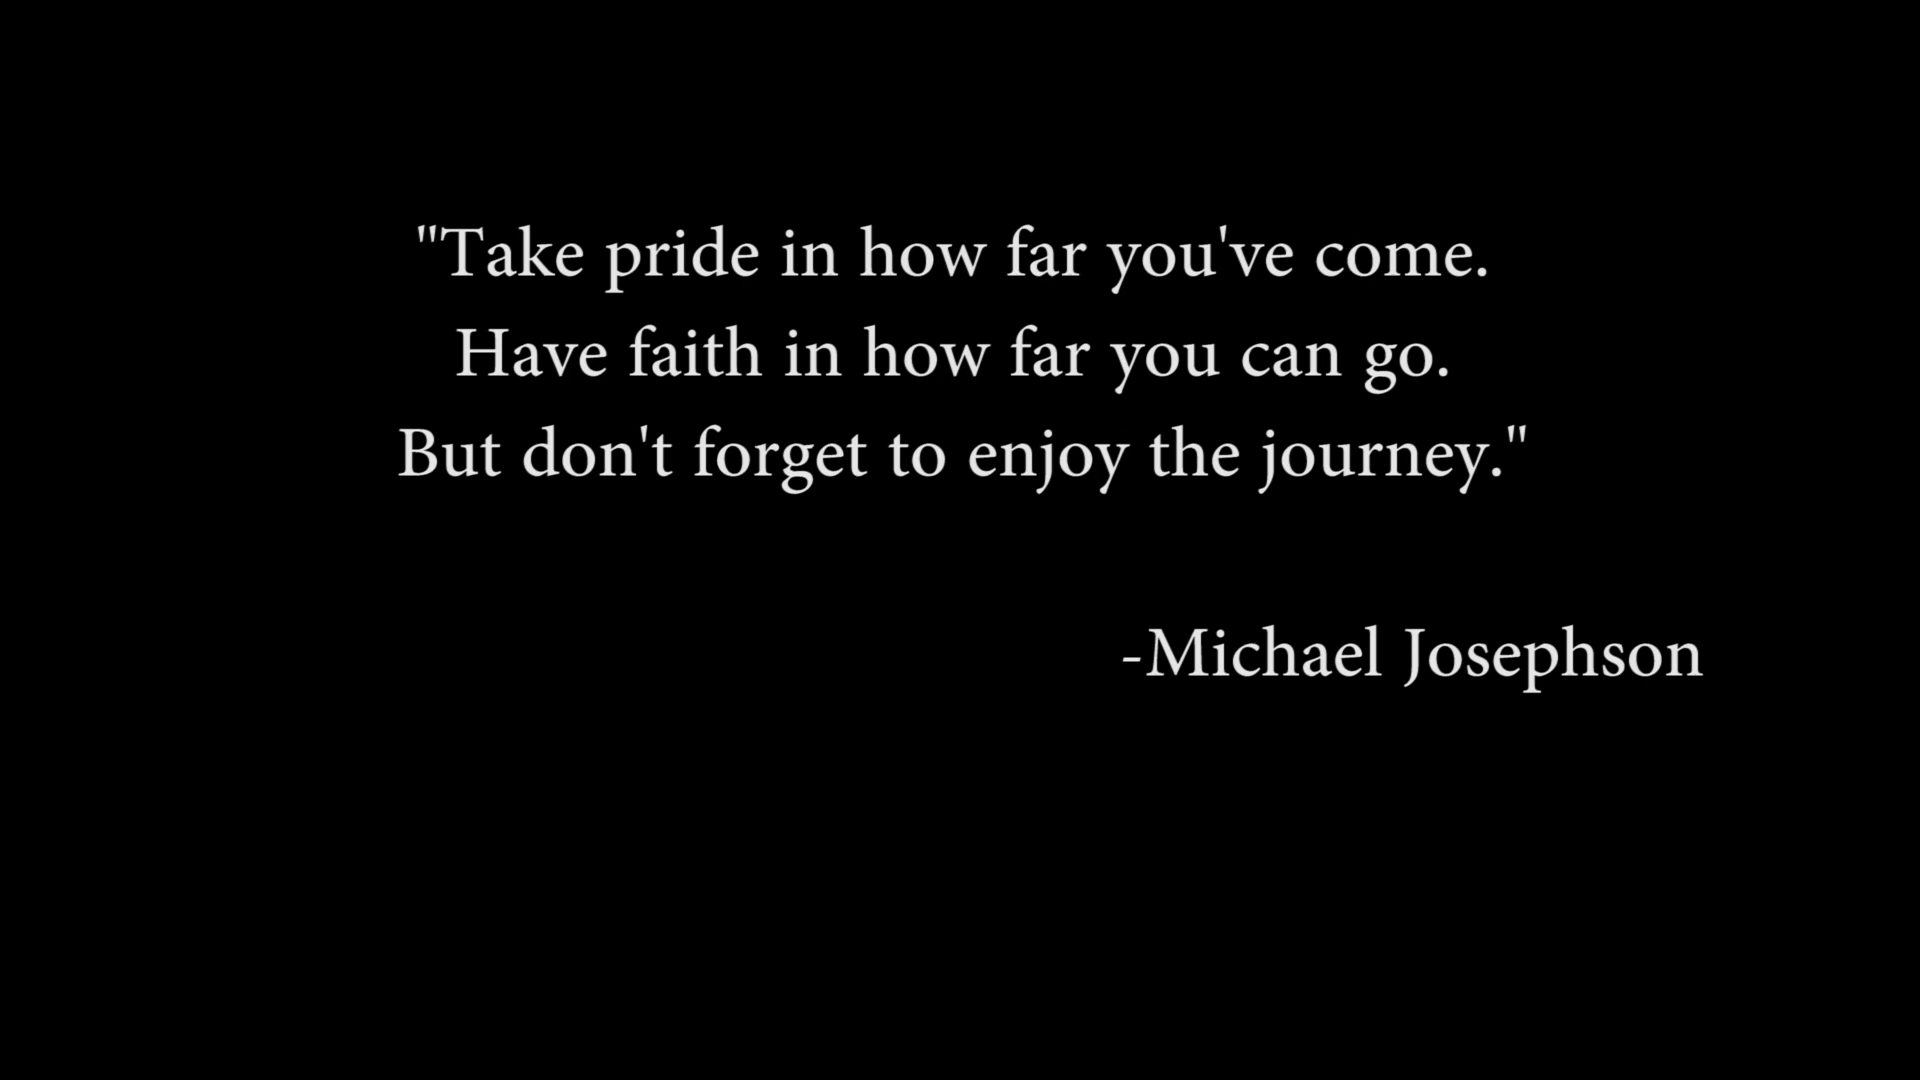 "Take pride in how far you've come.
Have faith in how far you can go.
But don't forget to enjoy the journey."
-Michael Josephson